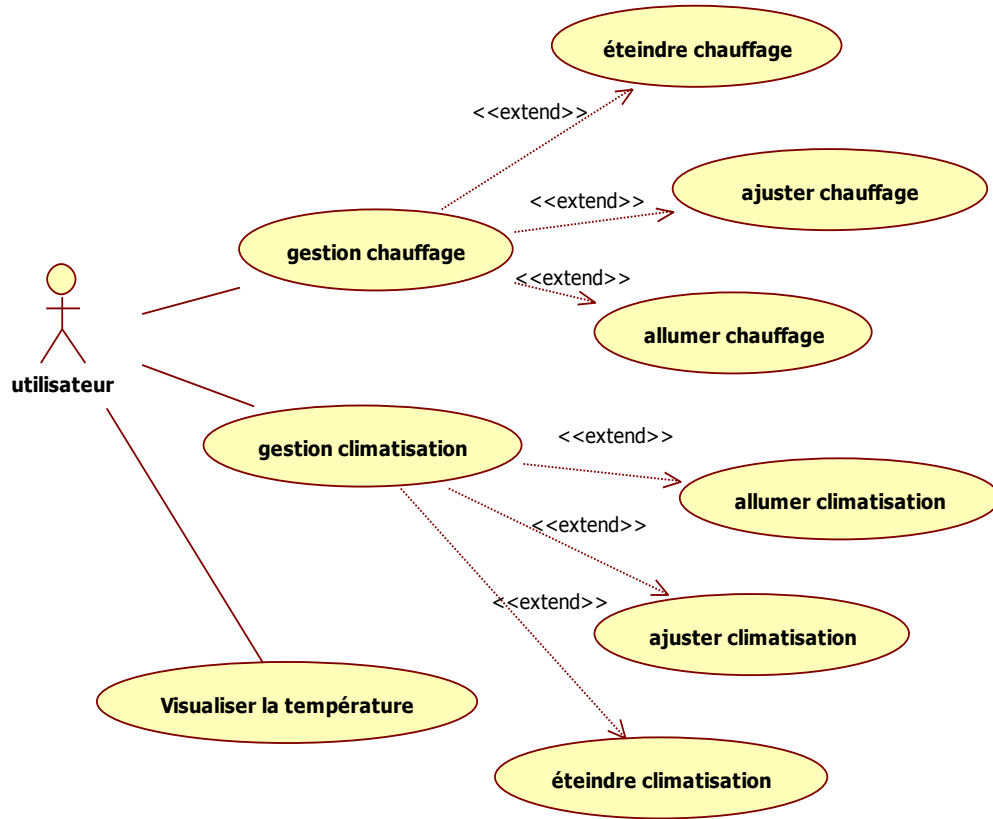 éteindre chauffage
<<extend>>
ajuster chauffage
<<extend>>
gestion chauffage
<<extend>>
allumer chauffage
utilisateur
gestion climatisation
<<extend>>
allumer climatisation
<<extend>>
ajuster climatisation
<<extend>>
Visualiser la température
éteindre climatisation